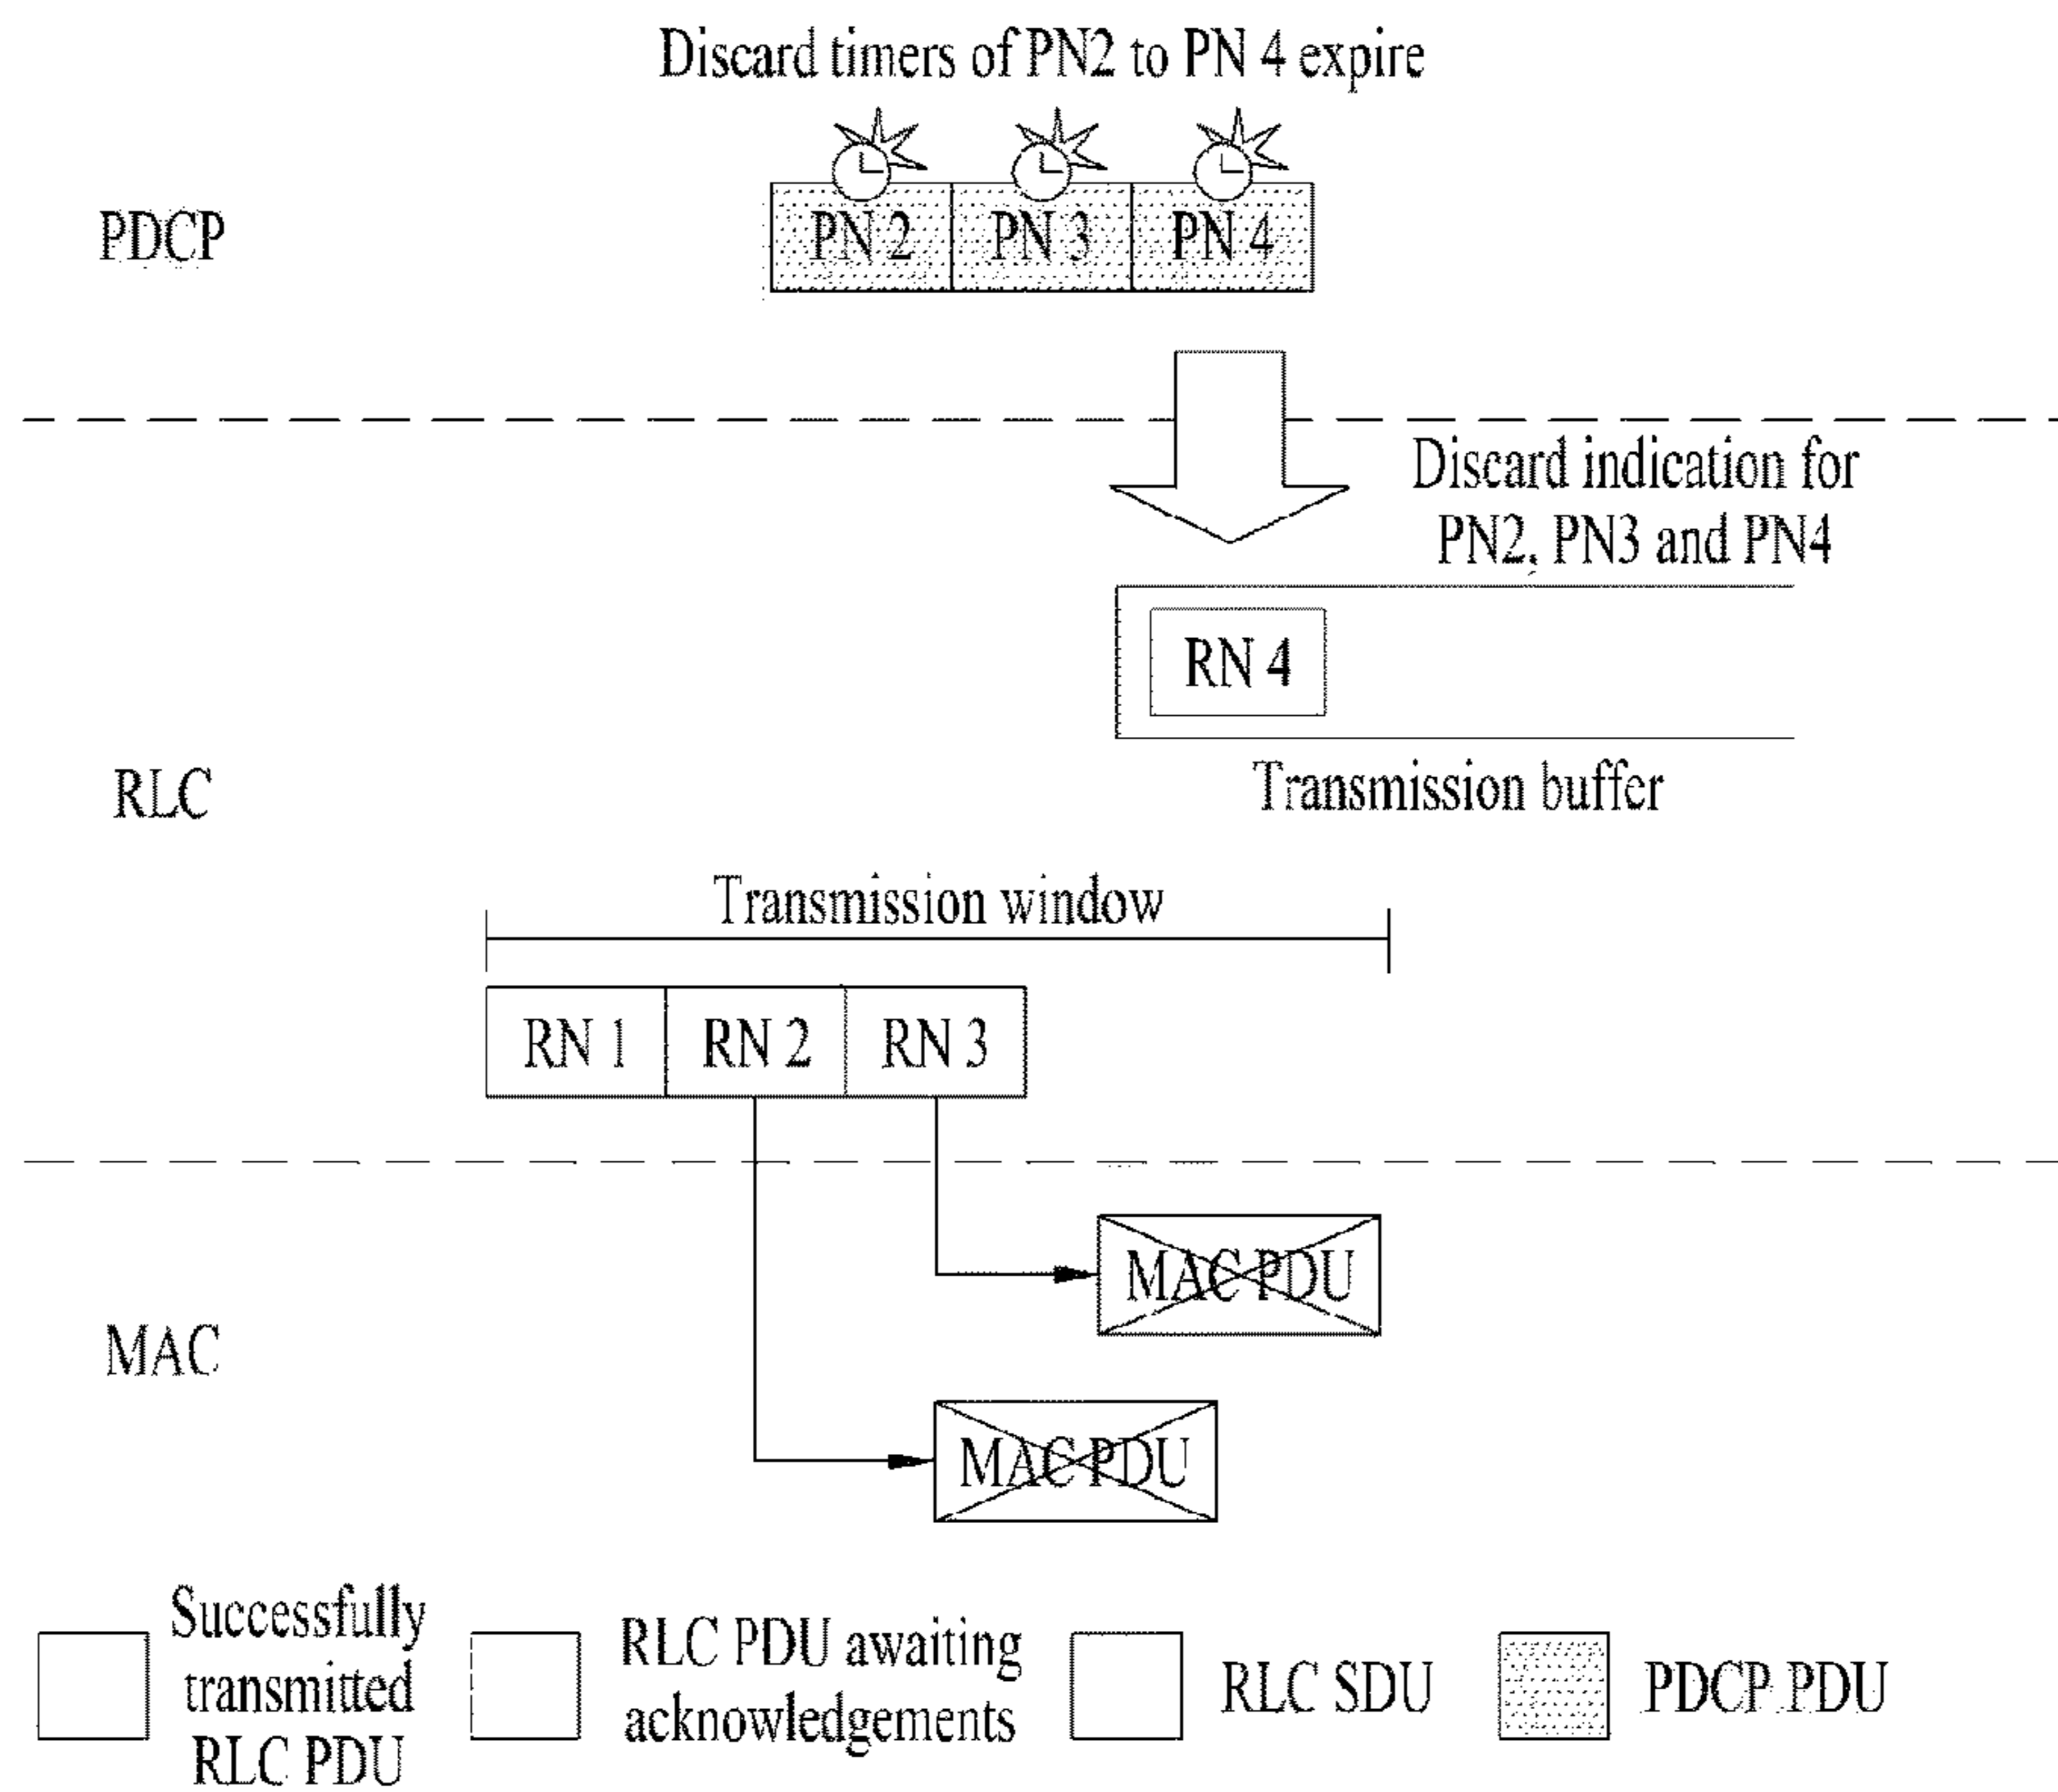 Discard timers of PN2 to PN 4 expire
PDCP
PN 2
PN 3
PN 4
Discard indication for
PN2, PN3 and PN4
RN 4
Transmission buffer
RLC
Transmission window
RN 1
RN 2
RN 3
MAC PDU
MAC
MAC PDU
Successfully
transmitted
RLC PDU
RLC PDU awaiting
acknowledgements
RLC SDU
PDCP PDU